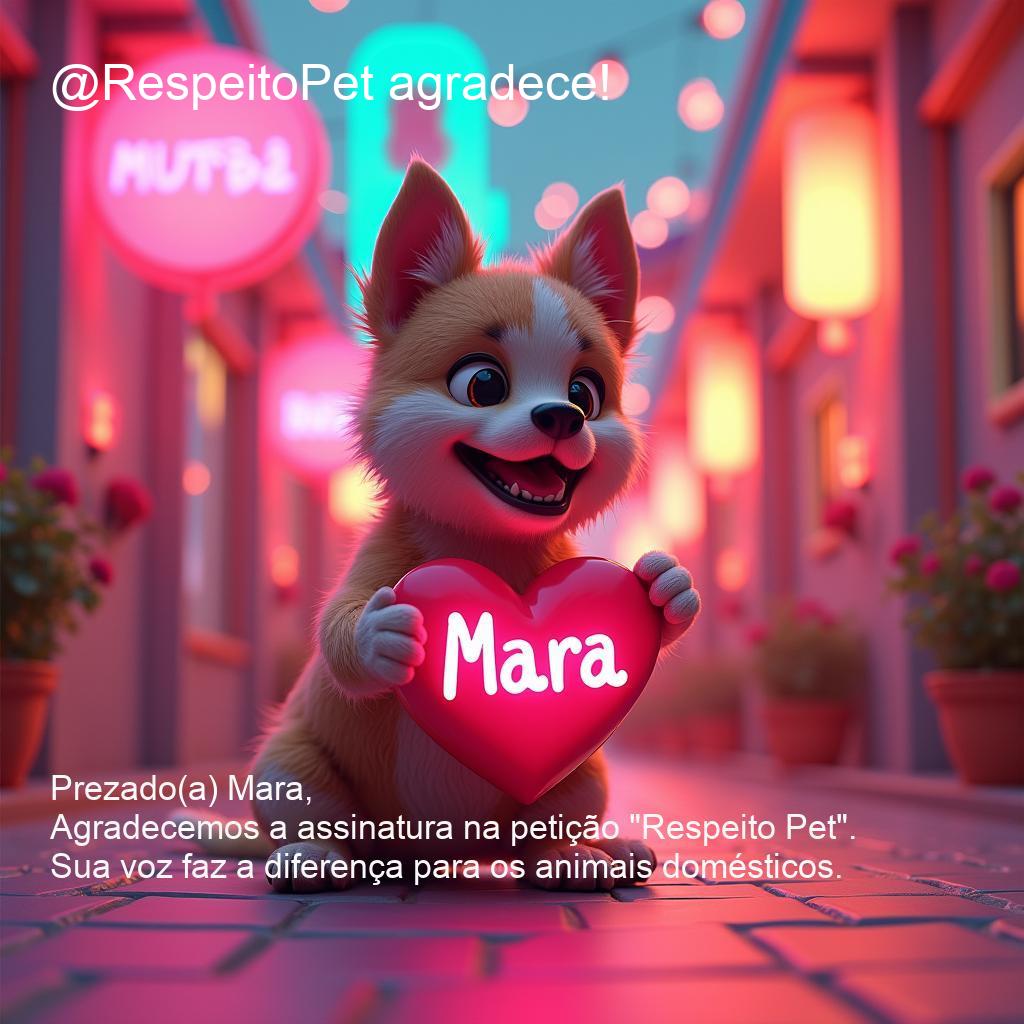 @RespeitoPet agradece!
Mara
Prezado(a) Mara,
Agradecemos a assinatura na petição "Respeito Pet".
Sua voz faz a diferença para os animais domésticos.